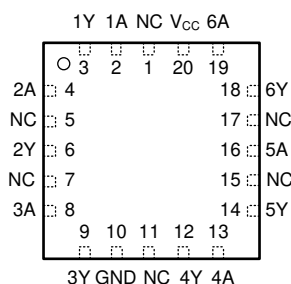 1Y 1A NC VCC 6A
3 2 1 20 19
2A 4 18 6Y
NC 5 17 NC
2Y 6 16 5A
NC 7 15 NC
3A 8 14 5Y
9 10 11 12 13
3Y GND NC 4Y 4A